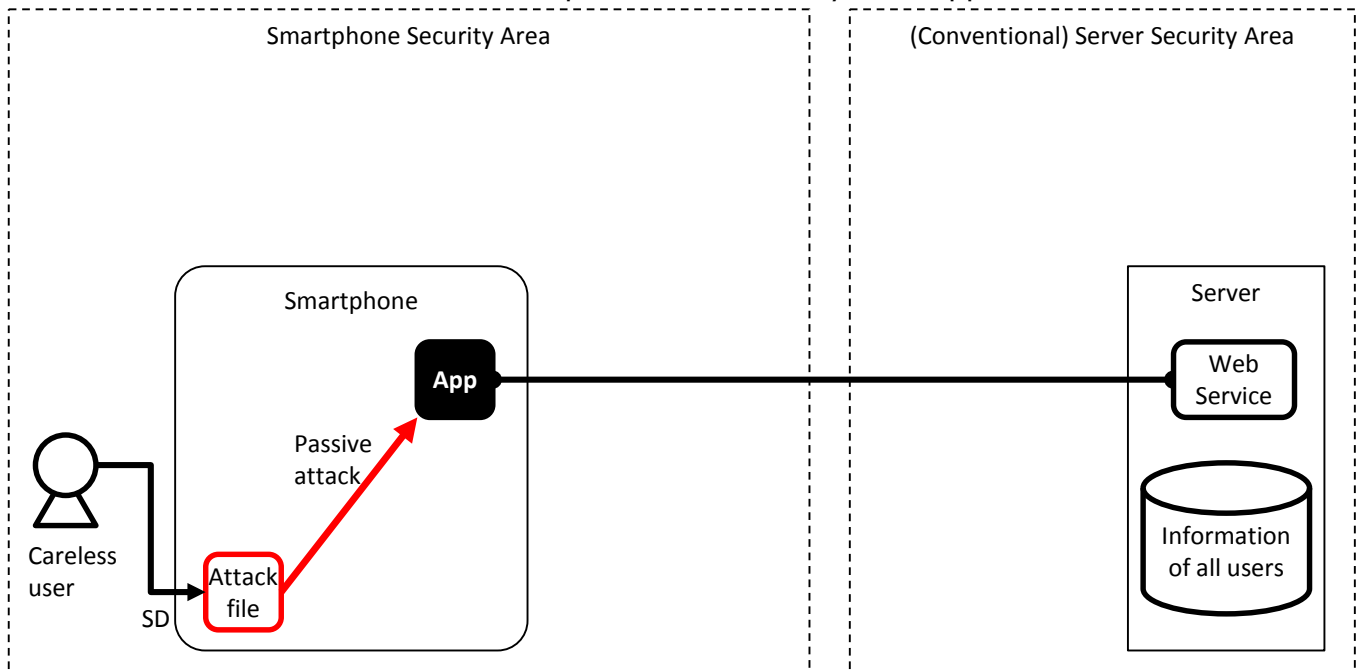 Smartphone Security Area
(Conventional) Server Security Area
Smartphone
Server
App
Web
Service
Passive
attack
Careless
user
SD
Attack
file
Information
of all users